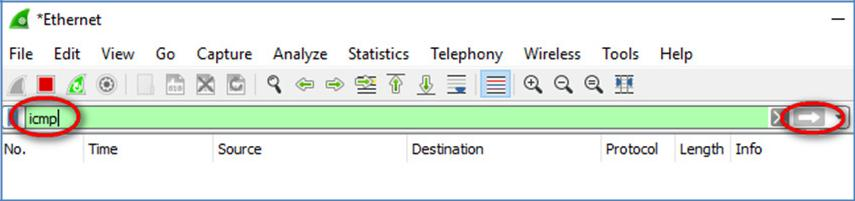 *Ethernet
File Edit View Go Capture Analyze Statistics Telephony Wireless Tools Help
icmp
No. Time Source Destination Protocol Length Info